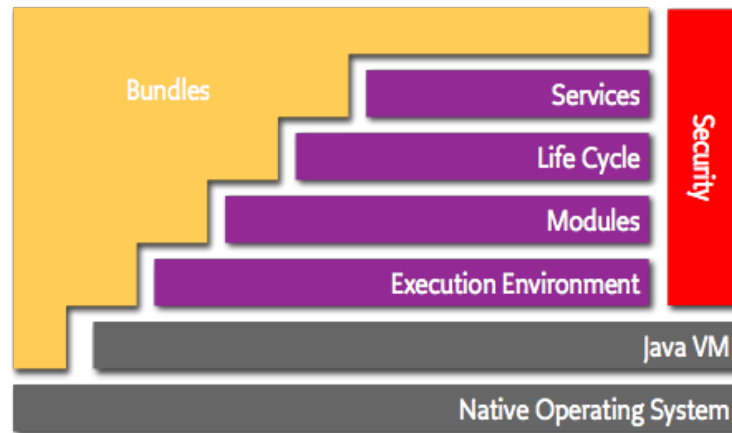 Bundles
Services
Life Cycle
Modules
Execution Environment
Java VM
Native Operating System
Security